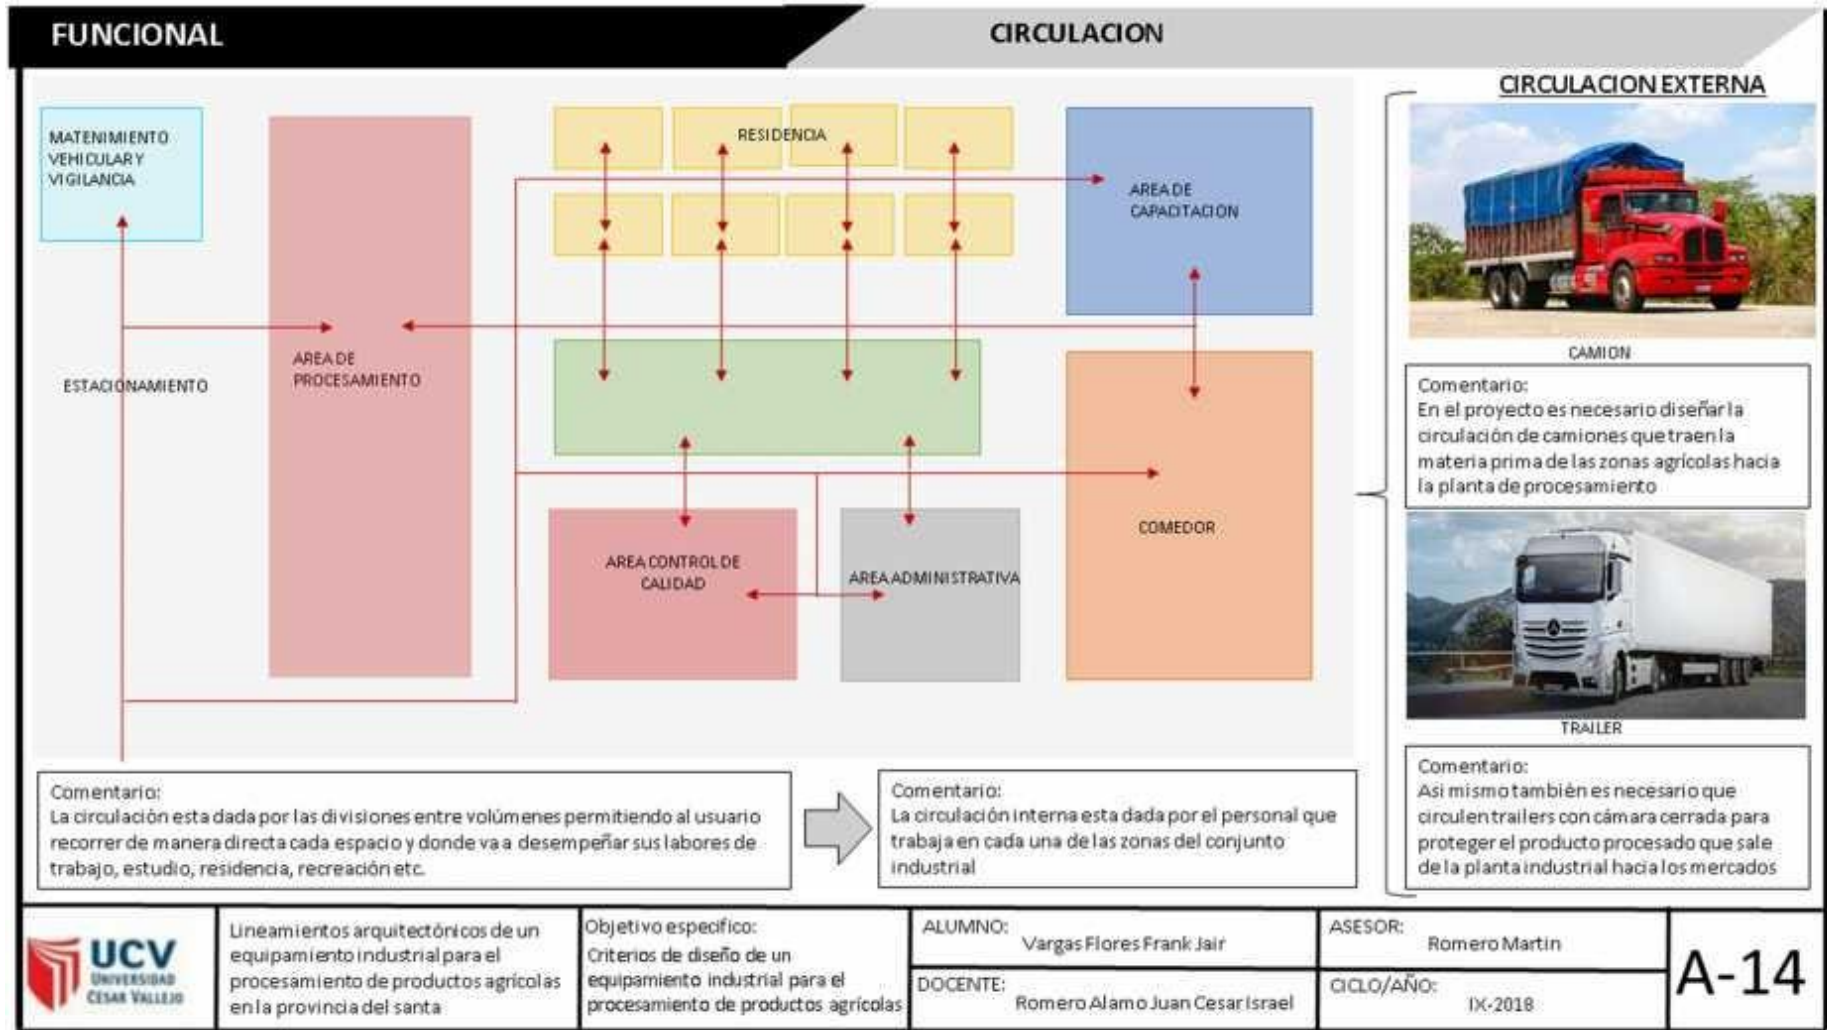 FUNCIONAL
CIRCULACION
CIRCULACION EXTERNA
MATENIMIENTO
VEHICULAR Y
VIGILANCIA
RESIDENCIA
AREA DE
CAPACITACION
AREA DE
PROCESAMIENTO
ESTACIONAMIENTO
COMEDOR
AREA CONTROL DE
CALIDAD
AREA ADMINISTRATIVA
CAMION
Comentario:
En el proyecto es necesario diseñar la
circulación de camiones que traen la
materia prima de las zonas agrícolas hacia
la planta de procesamiento
TRAILER
Comentario:
Asi mismo también es necesario que
circulen trailers con cámara cerrada para
proteger el producto procesado que sale
de la planta industrial hacia los mercados
Comentario:
La circulación esta dada por las divisiones entre volúmenes permitiendo al usuario
recorrer de manera directa cada espacio y donde va a desempeñar sus labores de
trabajo, estudio, residencia, recreación etc.
Comentario:
La circulación interna esta dada por el personal que
trabaja en cada una de las zonas del conjunto
industrial
UCV
UNIVERSIDAD
CÉSAR VALLEJO
Lineamientos arquitectónicos de un
equipamiento industrial para el
procesamiento de productos agrícolas
en la provincia del santa
Objetivo especifico:
Criterios de diseño de un
equipamiento industrial para el
procesamiento de productos agrícolas
ALUMNO:
Vargas Flores Frank Jair
DOCENTE:
Romero Alamo Juan Cesar Israel
ASESOR:
Romero Martin
CICLO/AÑO:
IX-2018
A-14